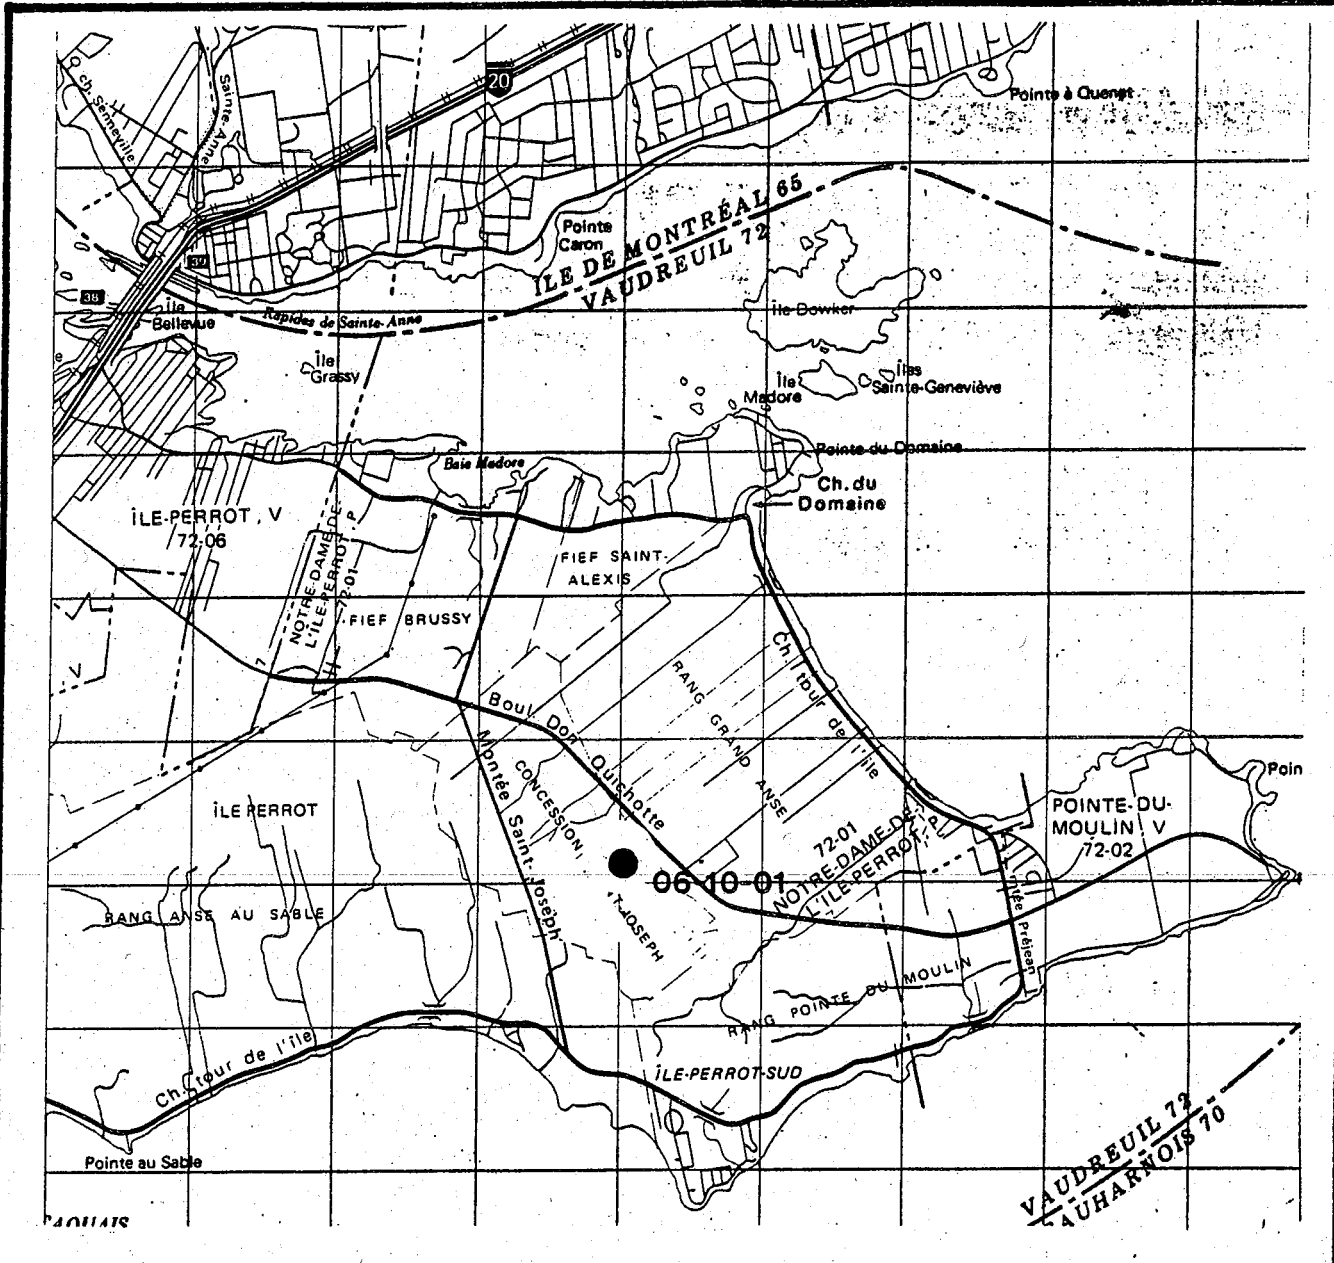 20
Pointe à Quenet
ch. Senneville
Sainte-Anne
Pointe
Caron
ÎLE DE MONTRÉAL 65
VAUDREUIL 72
39
38
Île
Bellevue
Rapides de Sainte-Anne
Île Dowker
Île
Grassy
Île
Madore
Îles
Sainte-Geneviève
Pointe du Domaine
Baie Madore
Ch. du
Domaine
ÎLE-PERROT, V
72-06
NOTRE-DAME-DE-
L'ÎLE-PERROT, P
72-01
FIEF SAINT-
ALEXIS
FIEF BRUSSY
V
Ch. tour de l'île
RANG GRAND ANSE
Boul. Don Quichotte
Montée Saint-Joseph
CONCESSION
T-JOSEPH
ÎLE PERROT
Poin
POINTE-DU-
MOULIN, V
72-02
72-01
NOTRE-DAME-DE-
L'ÎLE-PERROT, P
06-10-01
RANG ANSE AU SABLE
ntée Préjean
RANG POINTE DU MOULIN
Ch. tour de l'île
ÎLE-PERROT-SUD
Pointe au Sable
VAUDREUIL 72
AUHARNOIS 70
AOUAIS